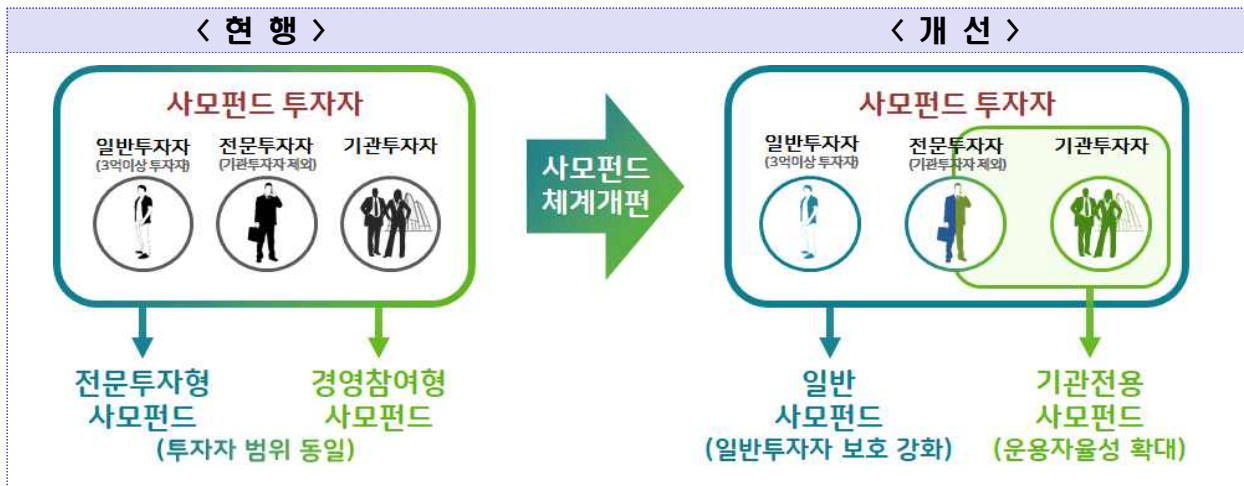 < 현 행 >
사모펀드 투자자
일반투자자 전문투자자 기관투자자
(3억이상 투자자) (기관투자자 제외)
전문투자형
사모펀드
경영참여형
사모펀드
(투자자 범위 동일)
사모펀드
체계개편
< 개 선 >
사모펀드 투자자
일반투자자 전문투자자 기관투자자
(3억이상 투자자) (기관투자자 제외)
일반
사모펀드
(일반투자자 보호 강화)
기관전용
사모펀드
(운용자율성 확대)